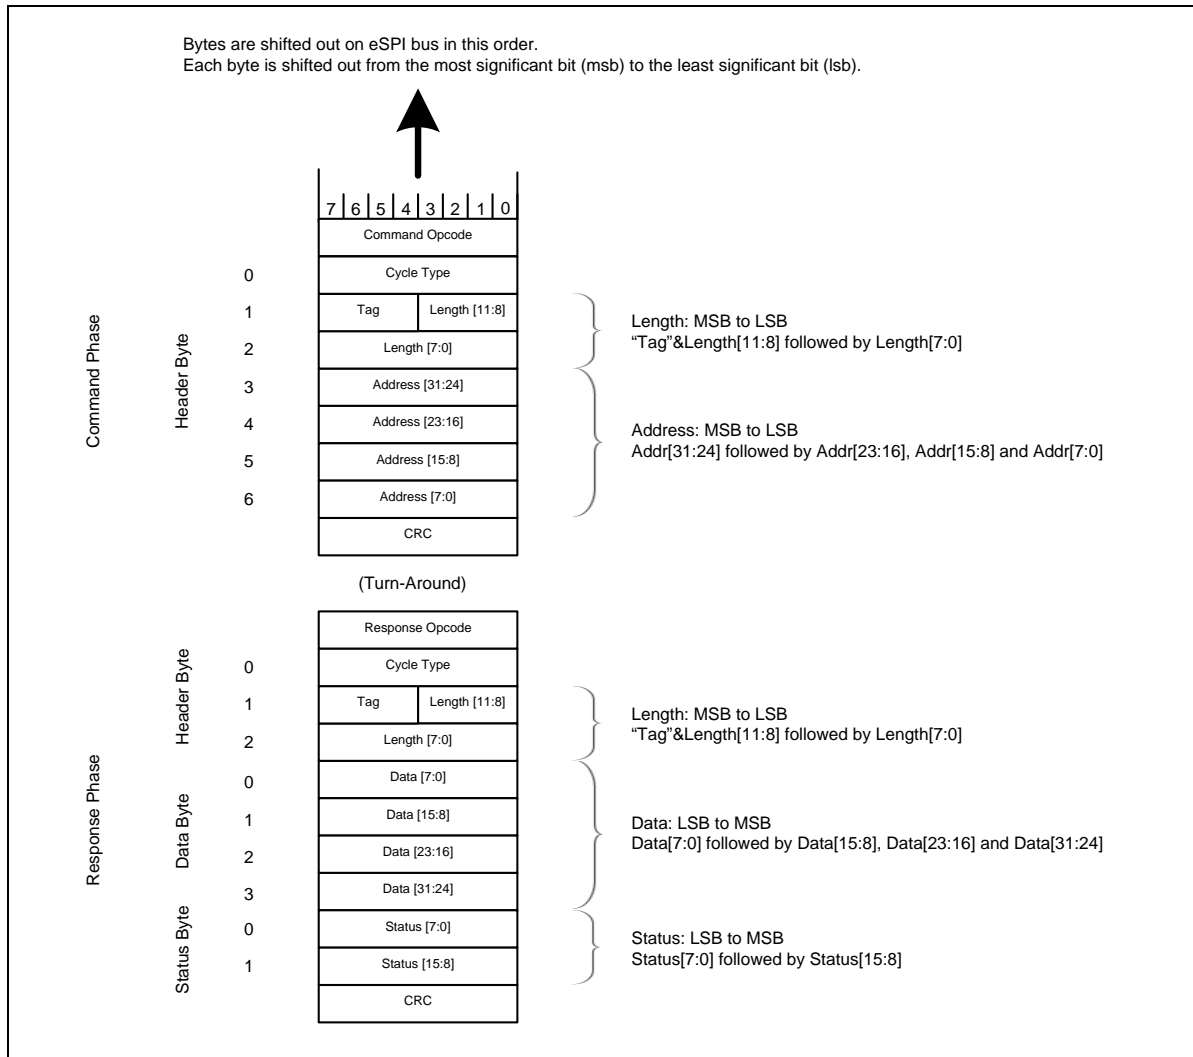 Bytes are shifted out on eSPI bus in this order.
Each byte is shifted out from the most significant bit (msb) to the least significant bit (lsb).
7 6 5 4 3 2 1 0
Command Phase
Header Byte
Command Opcode
0 Cycle Type
1 Tag Length [11:8]
2 Length [7:0]
Length: MSB to LSB
“Tag”&Length[11:8] followed by Length[7:0]
3 Address [31:24]
4 Address [23:16]
5 Address [15:8]
6 Address [7:0]
Address: MSB to LSB
Addr[31:24] followed by Addr[23:16], Addr[15:8] and Addr[7:0]
CRC
(Turn-Around)
Response Phase
Response Opcode
Header Byte
0 Cycle Type
1 Tag Length [11:8]
2 Length [7:0]
Length: MSB to LSB
“Tag”&Length[11:8] followed by Length[7:0]
Data Byte
0 Data [7:0]
1 Data [15:8]
2 Data [23:16]
3 Data [31:24]
Data: LSB to MSB
Data[7:0] followed by Data[15:8], Data[23:16] and Data[31:24]
Status Byte
0 Status [7:0]
1 Status [15:8]
Status: LSB to MSB
Status[7:0] followed by Status[15:8]
CRC